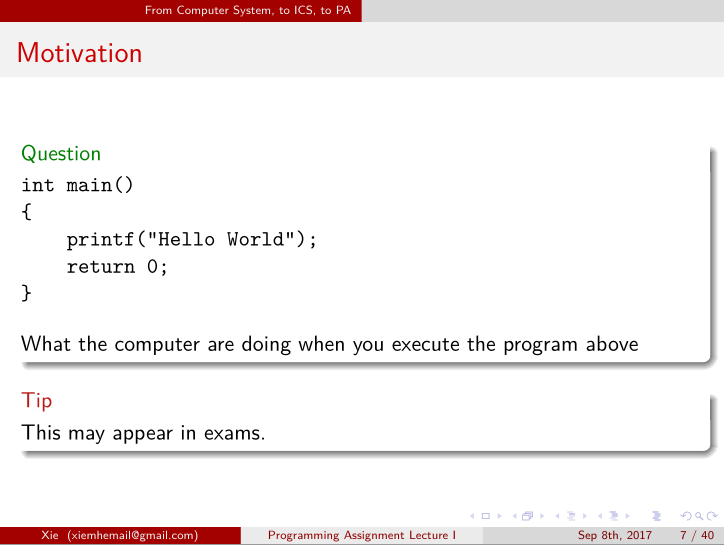 From Computer System, to ICS, to PA
Motivation
Question
int main()
{
    printf("Hello World");
    return 0;
}
What the computer are doing when you execute the program above
Tip
This may appear in exams.
Xie (xiemhemail@gmail.com) Programming Assignment Lecture I Sep 8th, 2017 7 / 40